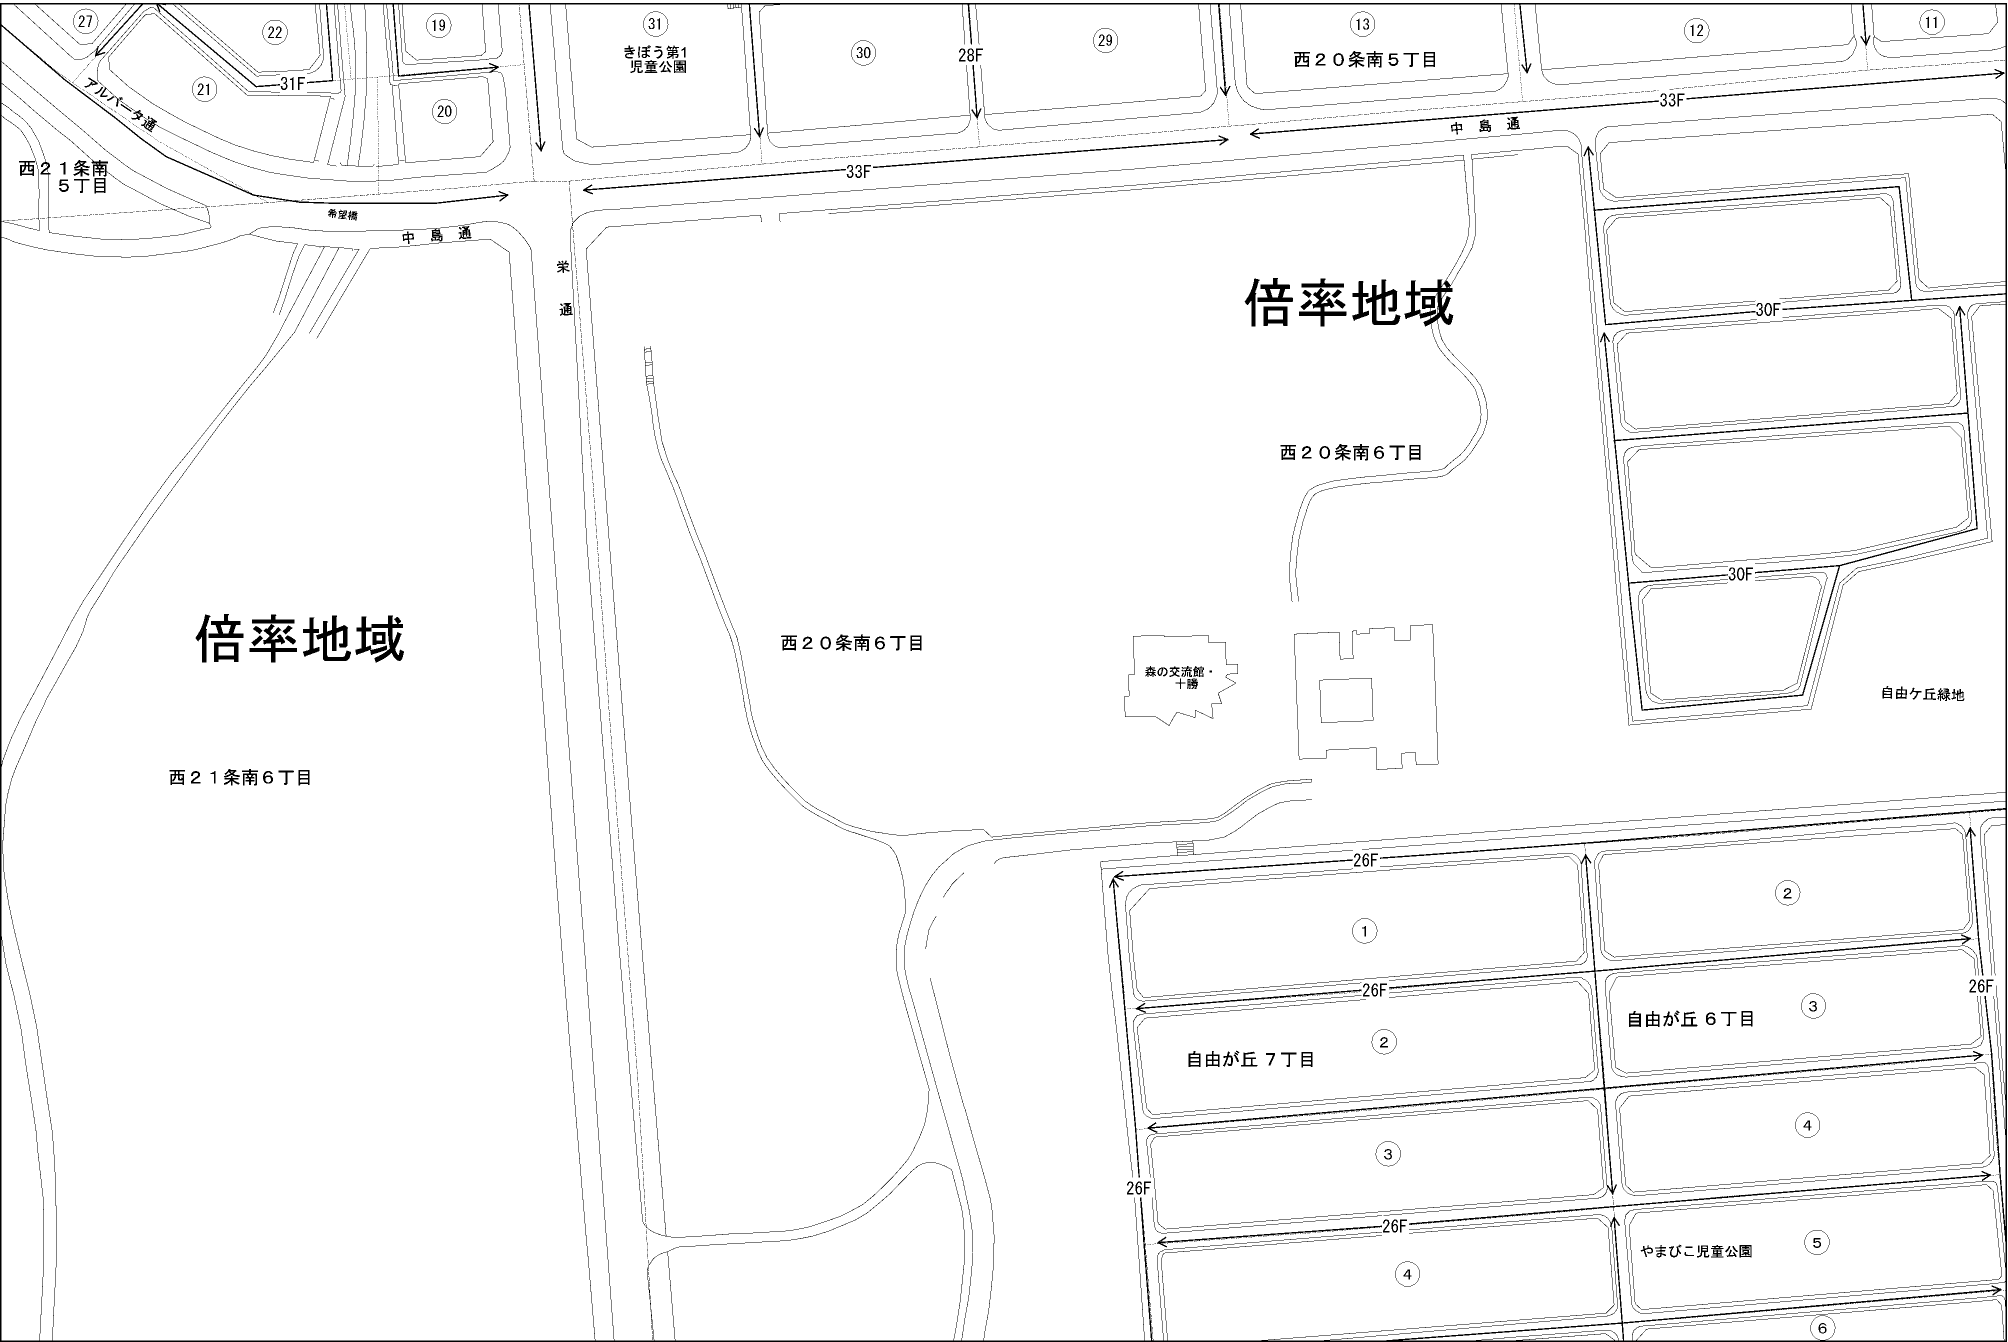 27
22
19
31
きぼう第1
児童公園
30
28F
29
13
西２０条南５丁目
12
11
21
31F
20
アルバータ通
33F
中島通
西２１条南
５丁目
33F
希望橋
中島通
栄通
倍率地域
30F
西２０条南６丁目
30F
倍率地域
西２０条南６丁目
森の交流館・
十勝
自由ケ丘緑地
西２１条南６丁目
26F
1
2
26F
26F
自由が丘 ７丁目
2
自由が丘 ６丁目
3
3
4
26F
26F
4
やまびこ児童公園
5
6